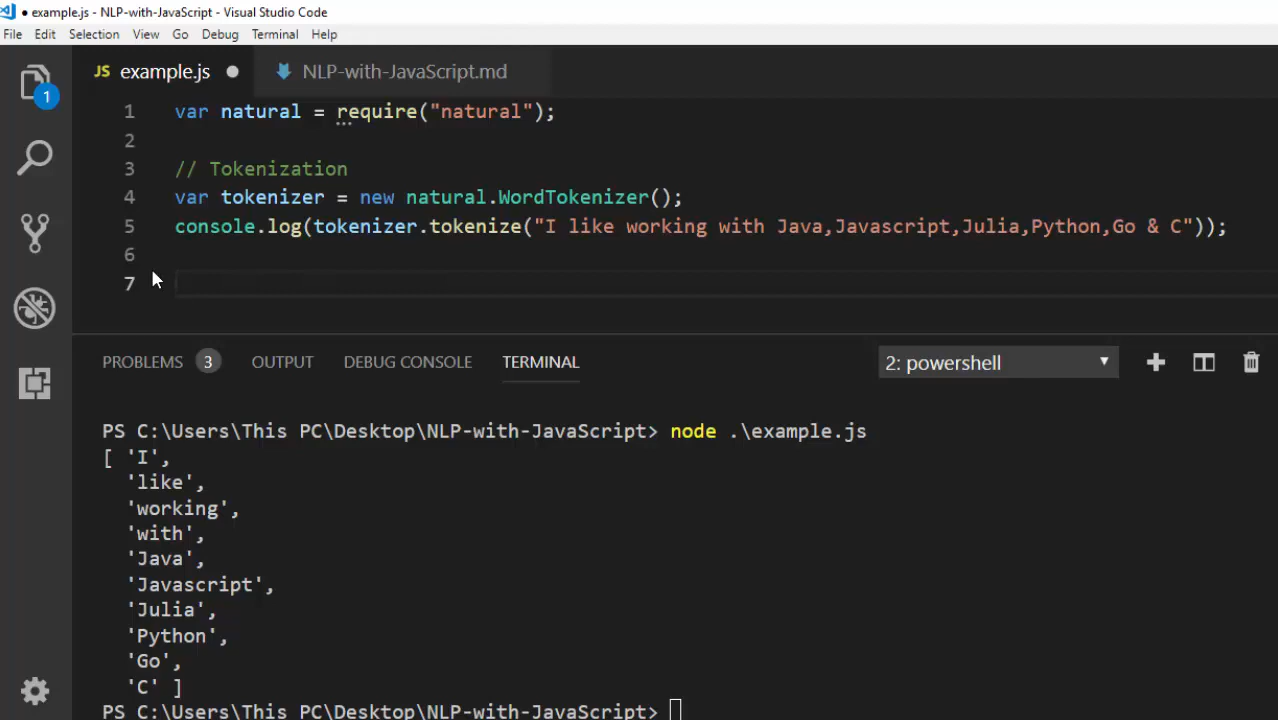 ● example.js - NLP-with-JavaScript - Visual Studio Code
File Edit Selection View Go Debug Terminal Help
JS example.js ● NLP-with-JavaScript.md
1
1 var natural = require("natural");
2
3 // Tokenization
4 var tokenizer = new natural.WordTokenizer();
5 console.log(tokenizer.tokenize("I like working with Java,Javascript,Julia,Python,Go & C"));
6
7
PROBLEMS 3 OUTPUT DEBUG CONSOLE TERMINAL 2: powershell
PS C:\Users\This PC\Desktop\NLP-with-JavaScript> node .\example.js
[ 'I',
'like',
'working',
'with',
'Java',
'Javascript',
'Julia',
'Python',
'Go',
'C' ]
PS C:\Users\This PC\Desktop\NLP-with-JavaScript>